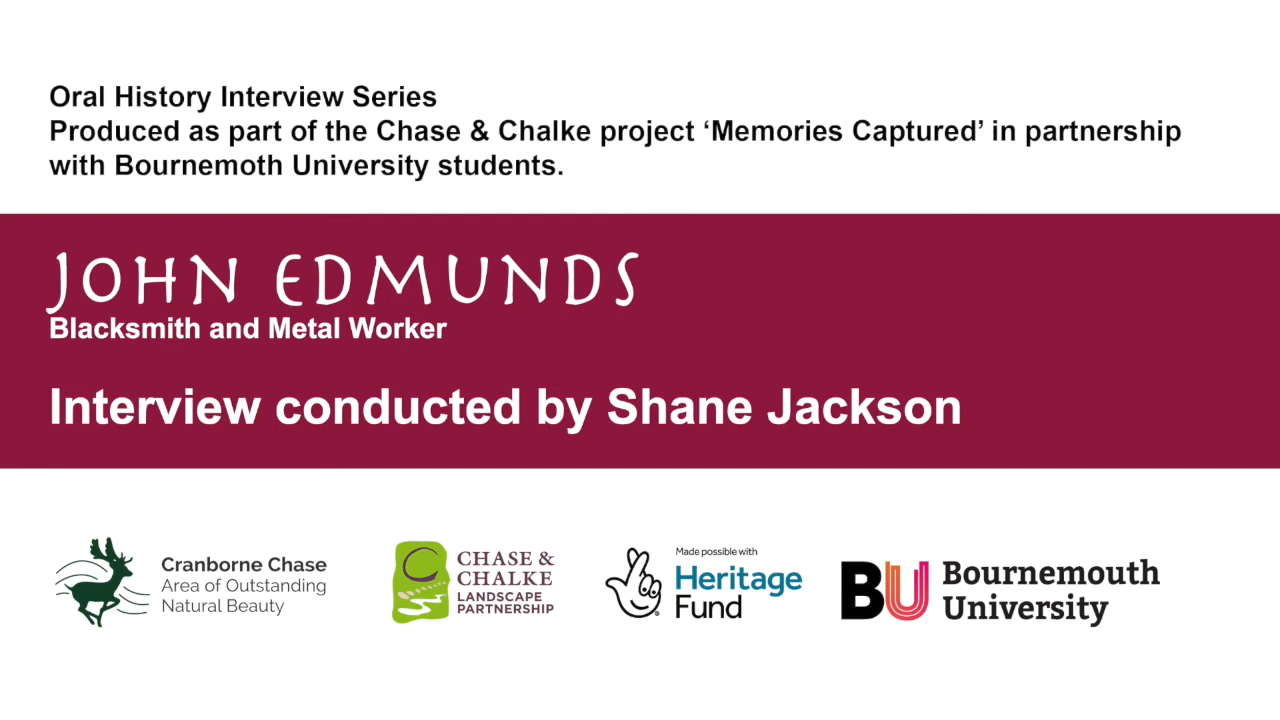 Oral History Interview Series
Produced as part of the Chase & Chalke project ‘Memories Captured’ in partnership
with Bournemoth University students.
JOHN EDMUNDS
Blacksmith and Metal Worker
Interview conducted by Shane Jackson
Cranborne Chase
Area of Outstanding
Natural Beauty
CHASE &
CHALKE
LANDSCAPE
PARTNERSHIP
Made possible with
Heritage
Fund
BU
Bournemouth
University